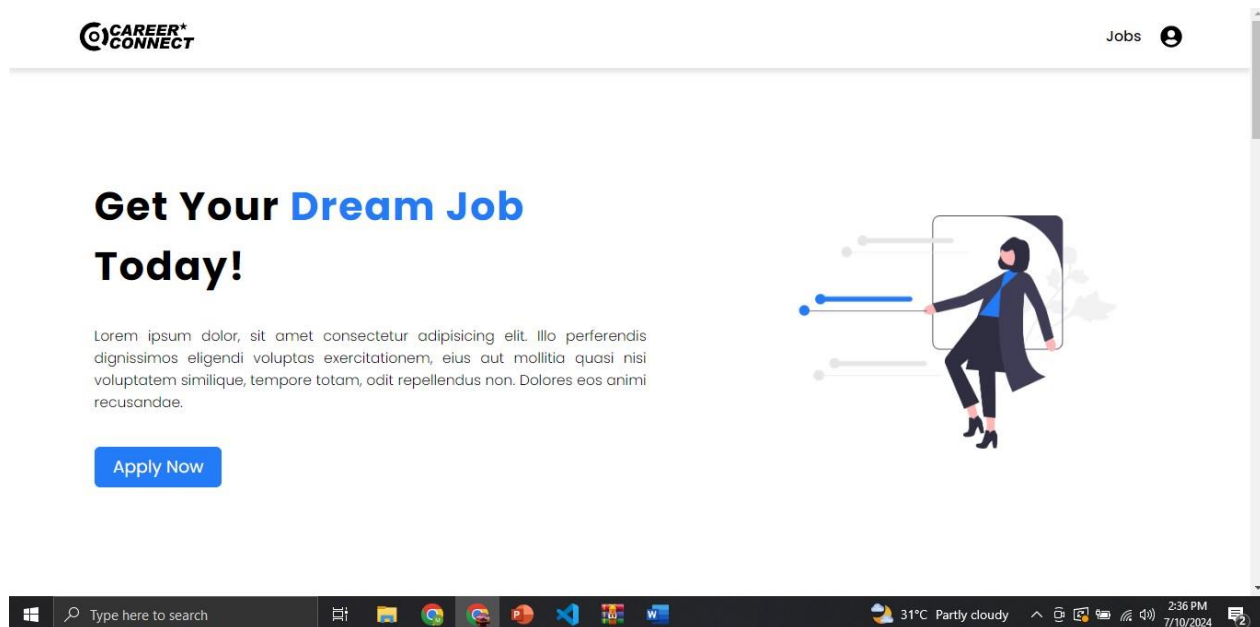 CAREER★
CONNECT
Jobs
Get Your Dream Job
Today!
Lorem ipsum dolor, sit amet consectetur adipisicing elit. Illo perferendis
dignissimos eligendi voluptas exercitationem, eius aut mollitia quasi nisi
voluptatem similique, tempore totam, odit repellendus non. Dolores eos animi
recusandae.
Apply Now
Type here to search
31°C Partly cloudy
2:36 PM
7/10/2024
2